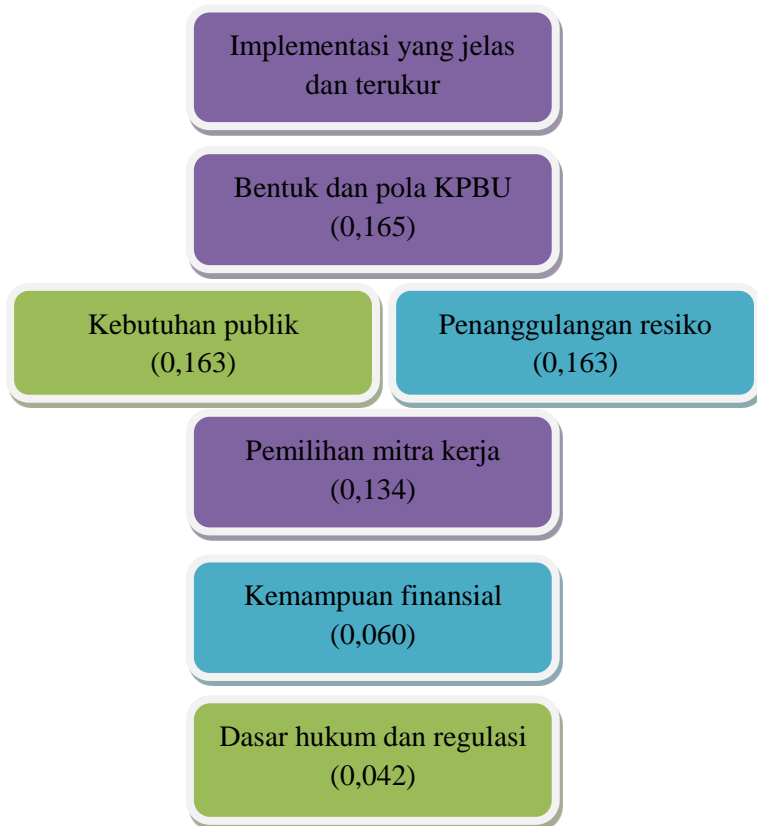 Implementasi yang jelas
dan terukur
Bentuk dan pola KPBU
(0,165)
Kebutuhan publik
(0,163)
Penanggulangan resiko
(0,163)
Pemilihan mitra kerja
(0,134)
Kemampuan finansial
(0,060)
Dasar hukum dan regulasi
(0,042)